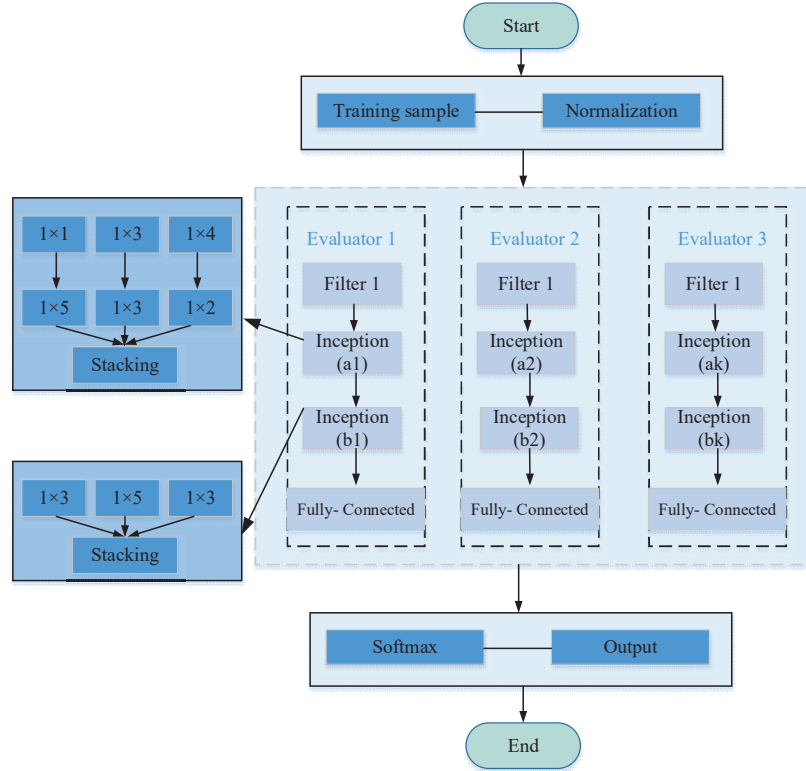 Start
Training sample
Normalization
1×1
1×3
1×4
1×5
1×3
1×2
Stacking
1×3
1×5
1×3
Stacking
Evaluator 1
Filter 1
Inception
(a1)
Inception
(b1)
Fully- Connected
Evaluator 2
Filter 1
Inception
(a2)
Inception
(b2)
Fully- Connected
Evaluator 3
Filter 1
Inception
(ak)
Inception
(bk)
Fully- Connected
Softmax
Output
End